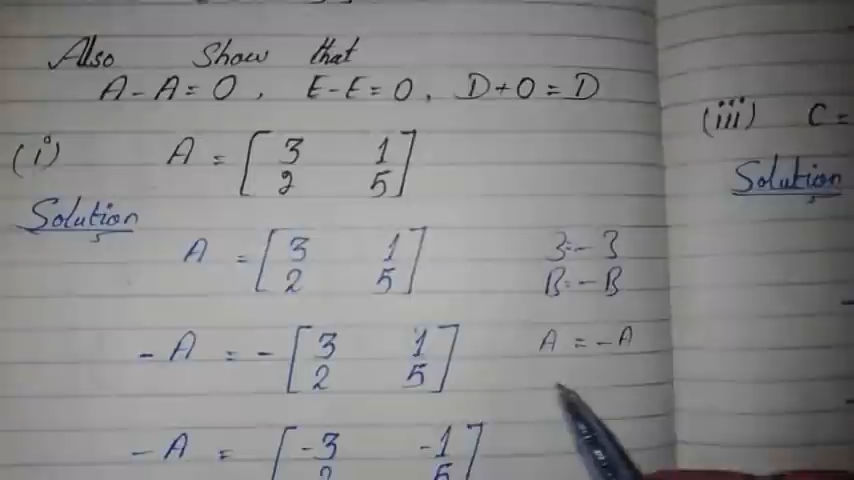 Also Show that
A - A = 0, E - E = 0, D + 0 = D
(i) A = [3 1
2 5]
Solution
A = [3 1
2 5]
3 = - 3
B = - B
- A = - [3 1
2 5]
A = - A
- A = [-3 -1
(iii) C =
Solution